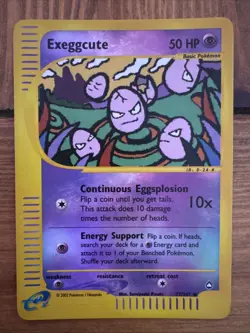 Exeggcute 50 HP
Basic Pokémon
Continuous Eggsplosion
Flip a coin until you get tails.
This attack does 10 damage
times the number of heads.
10x
Energy Support Flip a coin. If heads,
search your deck for a Energy card and
attach it to 1 of your Benched Pokémon.
Shuffle your deck afterward.
weakness resistance retreat cost